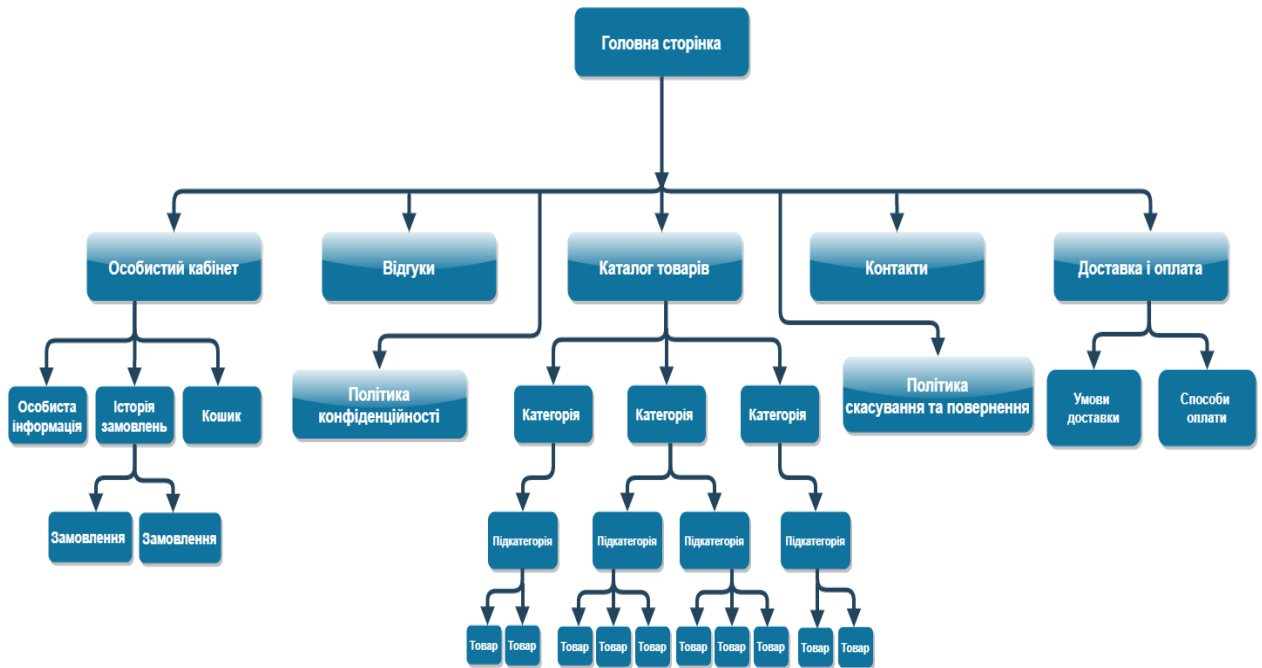 Головна сторінка
Особистий кабінет
Відгуки
Каталог товарів
Контакти
Доставка і оплата
Політика
конфіденційності
Політика
скасування та повернення
Особиста
інформація
Історія
замовлень
Кошик
Категорія
Категорія
Категорія
Умови
доставки
Способи
оплати
Замовлення
Замовлення
Підкатегорія
Підкатегорія
Підкатегорія
Підкатегорія
Товар
Товар
Товар
Товар
Товар
Товар
Товар
Товар
Товар
Товар